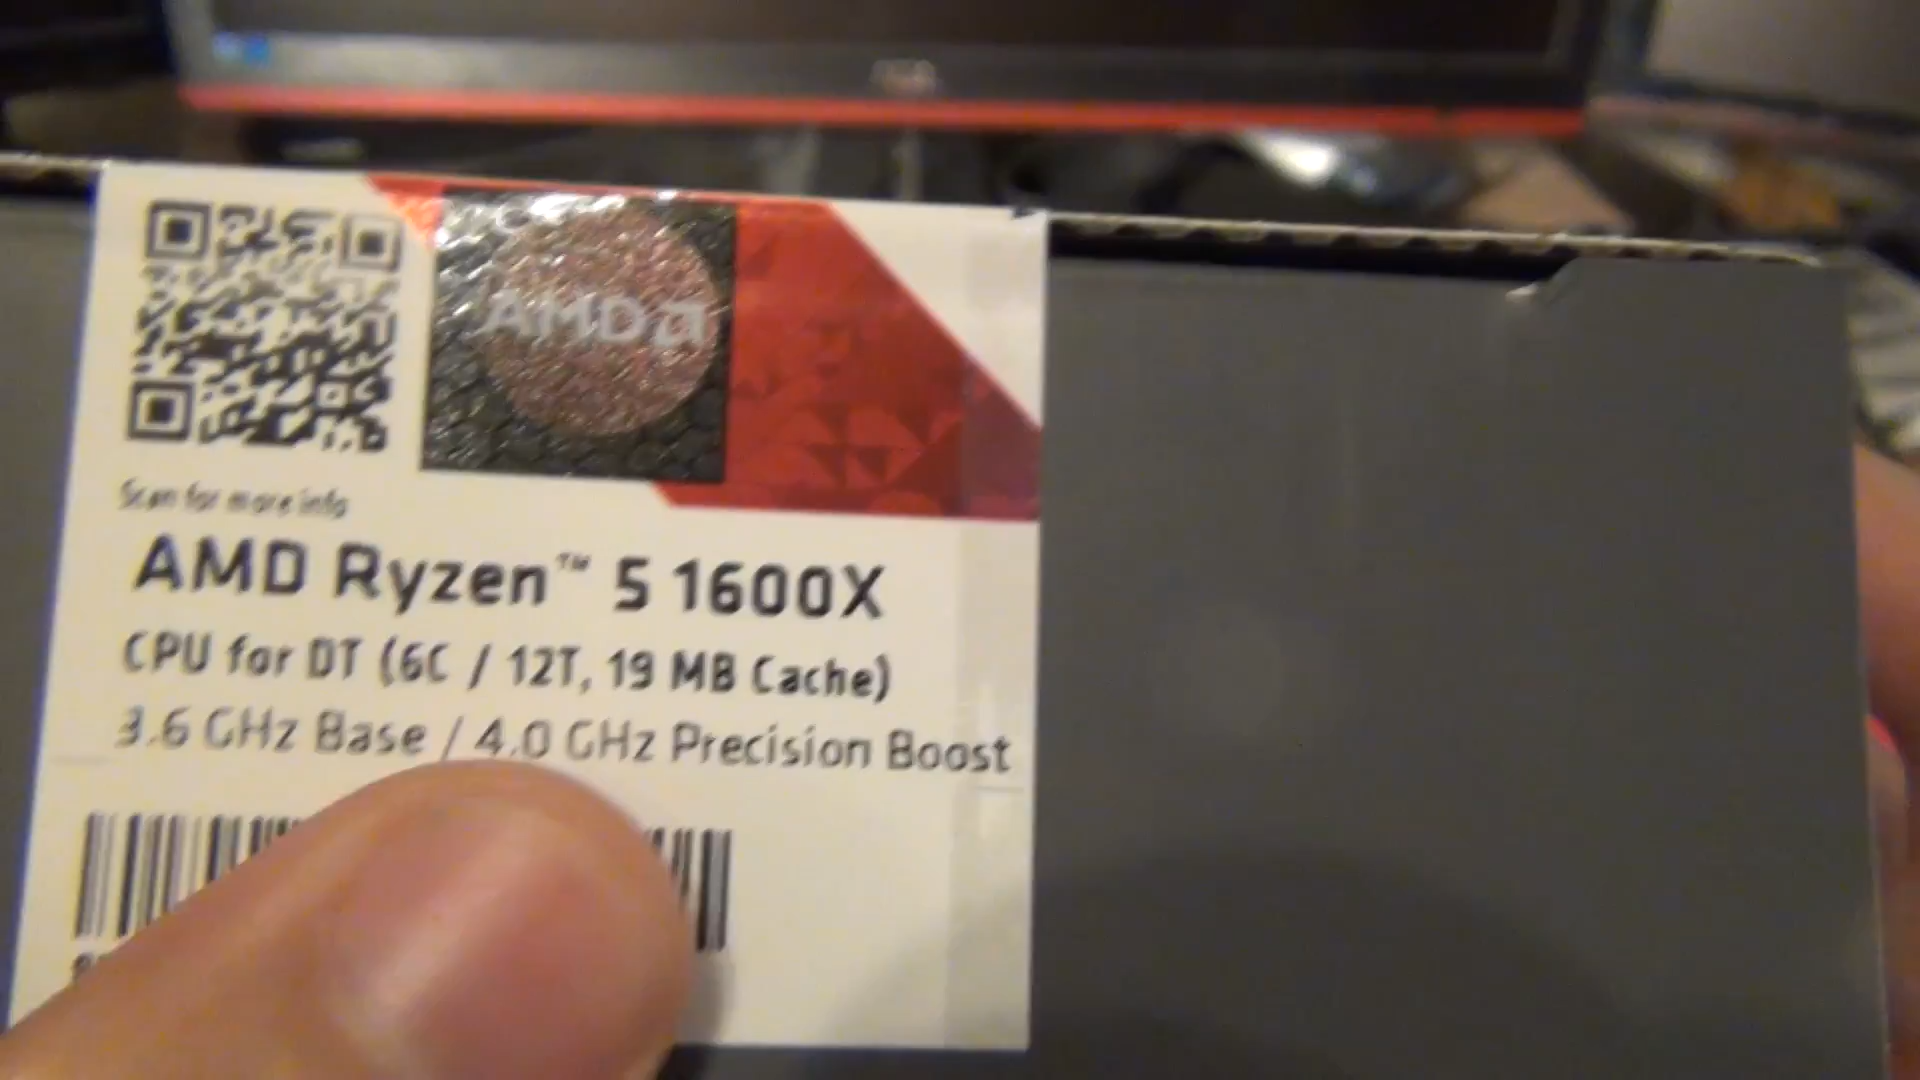 AMD
Scan for more info
AMD Ryzen™ 5 1600X
CPU for DT (6C / 12T, 19 MB Cache)
3.6 GHz Base / 4.0 GHz Precision Boost